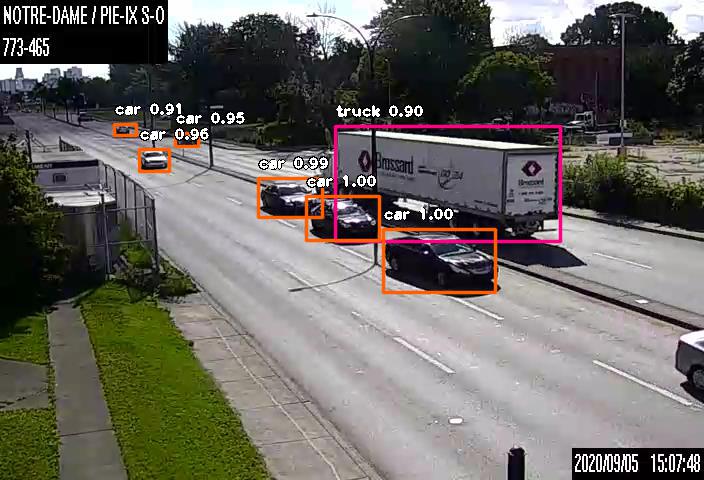 NOTRE-DAME / PIE-IX S-O
773-465
car 0.91
car 0.95
car 0.96
truck 0.90
car 0.99
car 1.00
car 1.00
Brossard
Brossard
2020/09/05 15:07:48